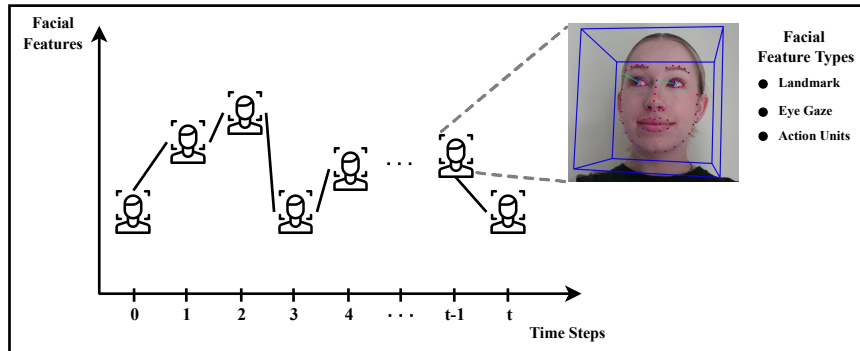 Facial
Features
Facial
Feature Types
Landmark
Eye Gaze
Action Units
. . .
0 1 2 3 4 . . . t-1 t
Time Steps